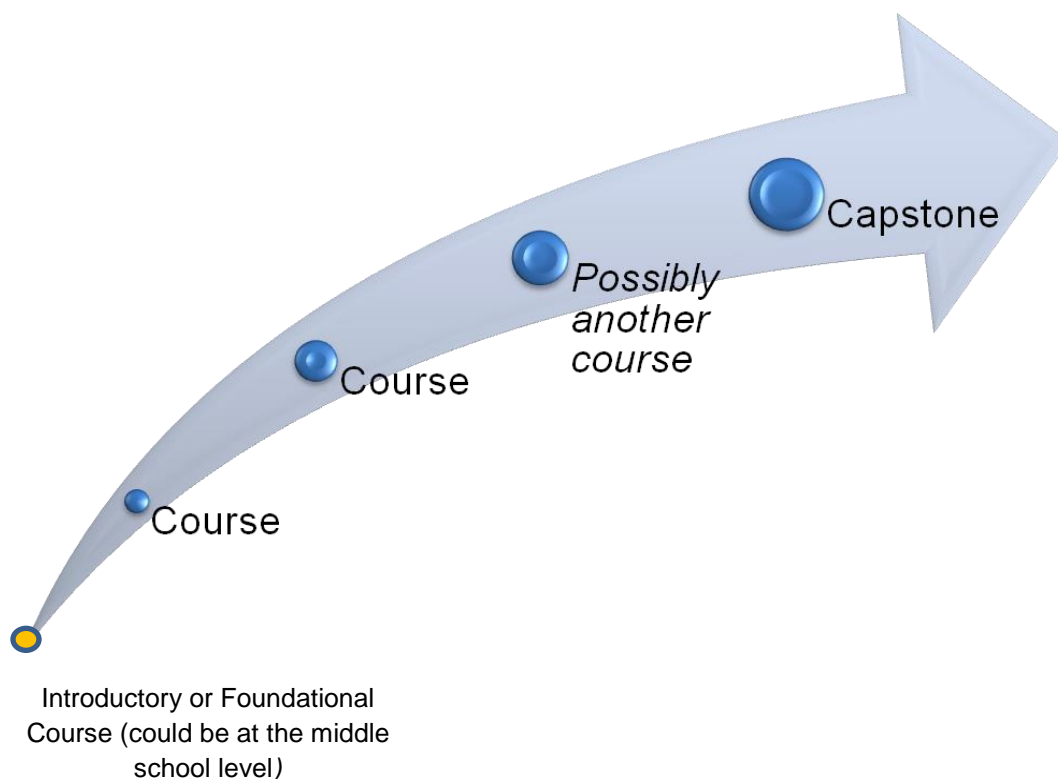 Capstone
Possibly
another
course
Course
Course
Introductory or Foundational
Course (could be at the middle
school level)